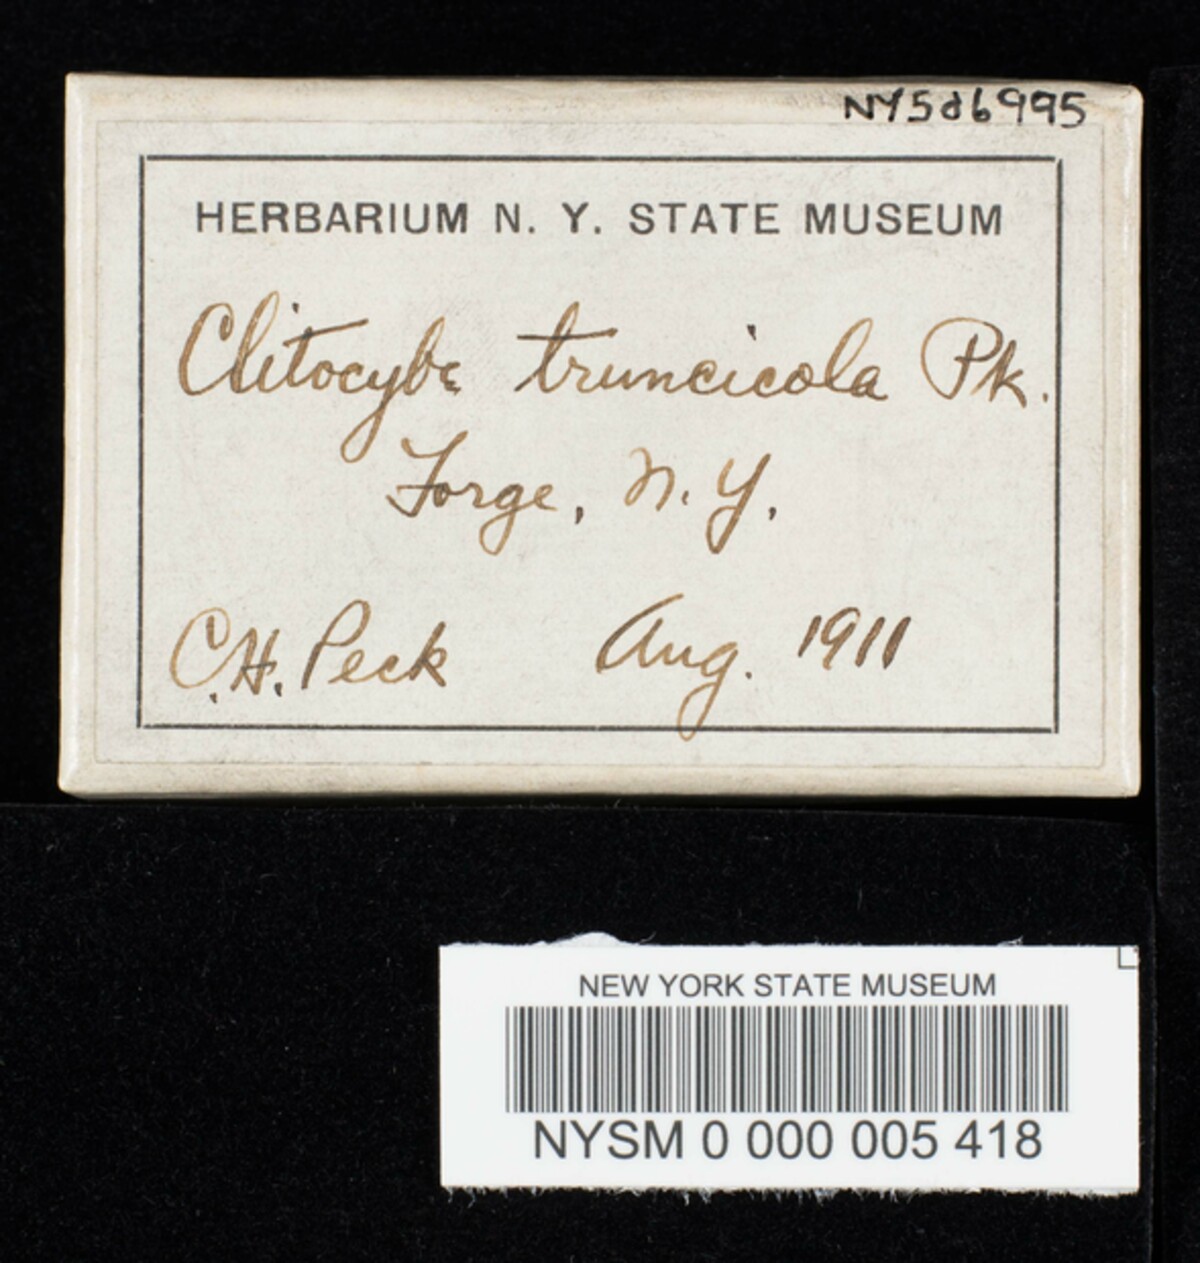 NYSd6995
HERBARIUM N. Y. STATE MUSEUM
Clitocybe truncicola Pk.
Forge, N. Y.
C. H. Peck Aug. 1911
NEW YORK STATE MUSEUM
NYSM 0 000 005 418